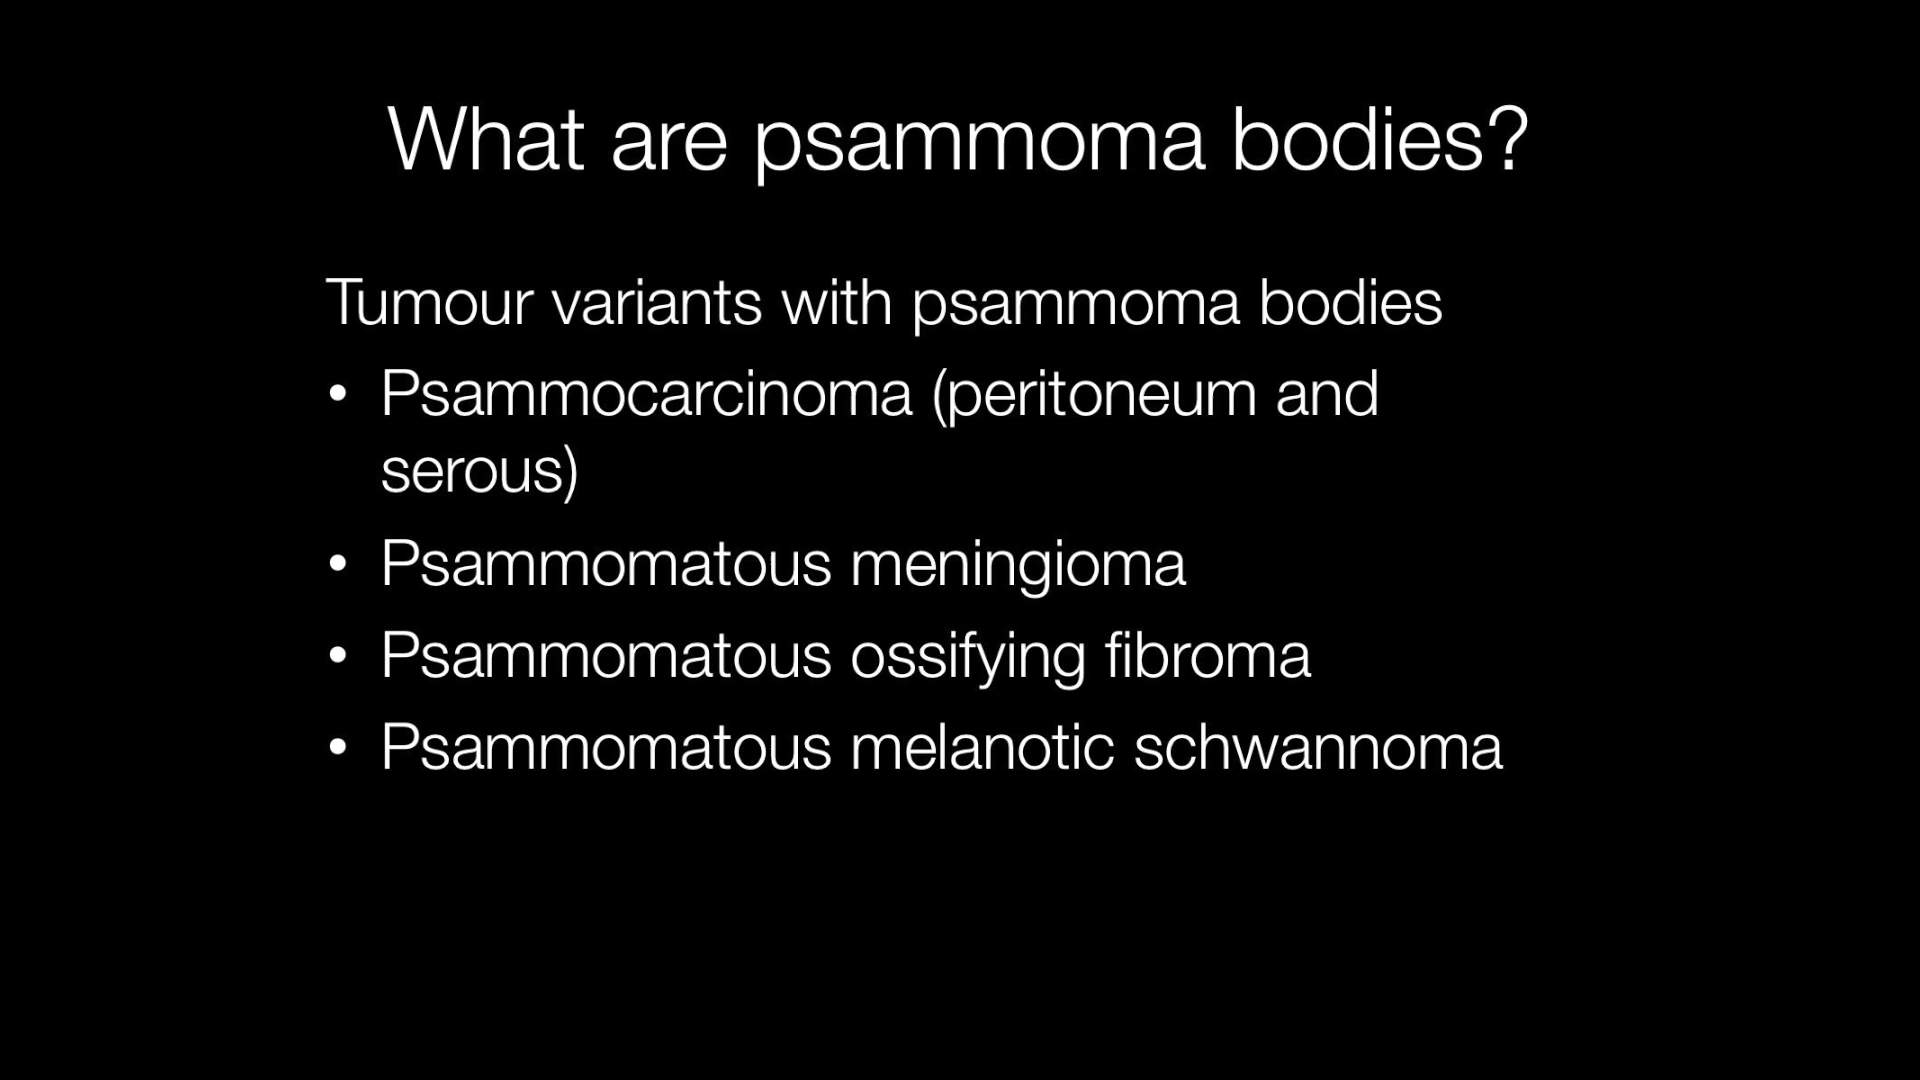 What are psammoma bodies?
Tumour variants with psammoma bodies
• Psammocarcinoma (peritoneum and
serous)
• Psammomatous meningioma
• Psammomatous ossifying fibroma
• Psammomatous melanotic schwannoma